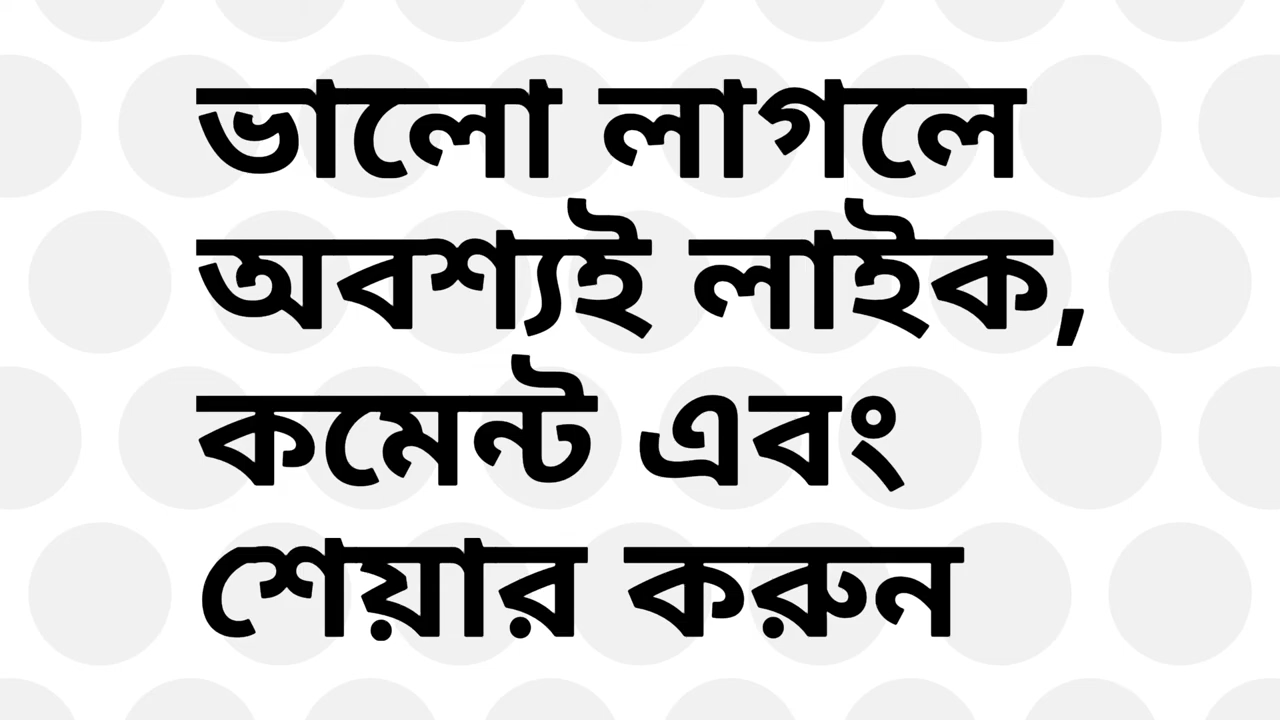 ভালো লাগলে
অবশ্যই লাইক,
কমেন্ট এবং
শেয়ার করুন